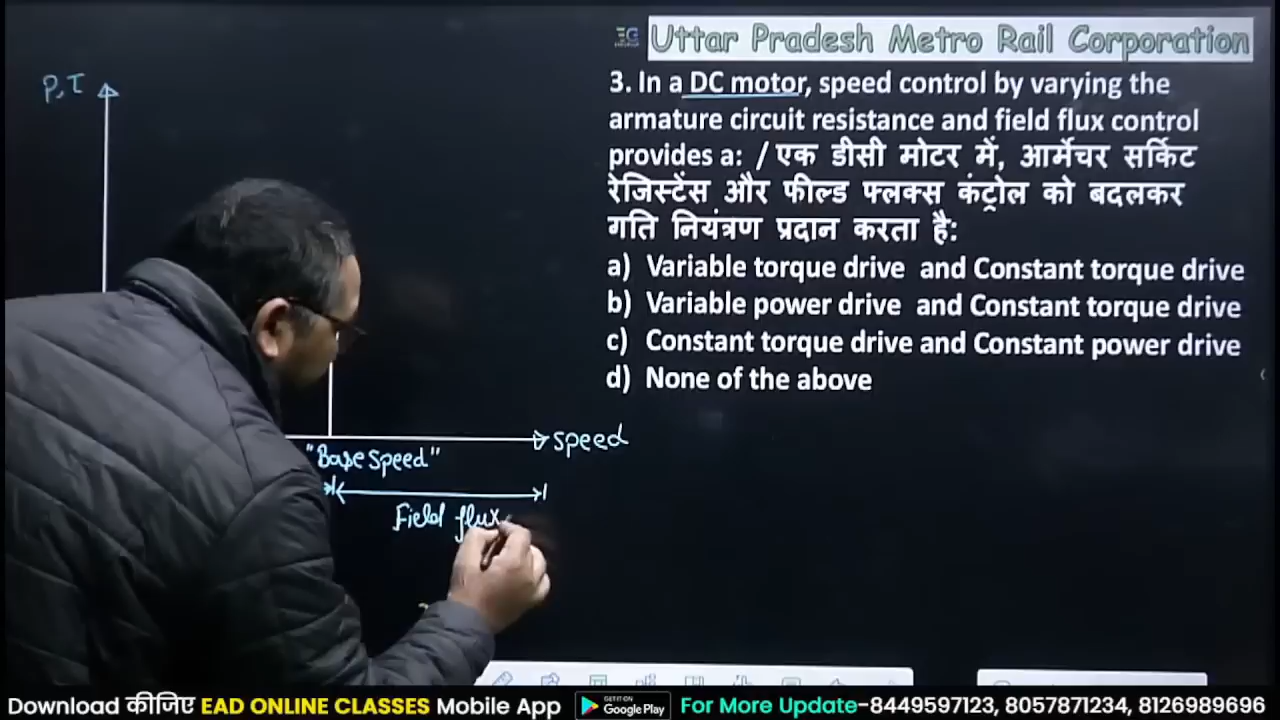 Uttar Pradesh Metro Rail Corporation
P, T
3. In a DC motor, speed control by varying the
armature circuit resistance and field flux control
provides a: / एक डीसी मोटर में, आर्मेचर सर्किट
रेजिस्टेंस और फील्ड फ्लक्स कंट्रोल को बदलकर
गति नियंत्रण प्रदान करता है:
a) Variable torque drive and Constant torque drive
b) Variable power drive and Constant torque drive
c) Constant torque drive and Constant power drive
d) None of the above
speed
"Base speed"
Field flux
Download कीजिए EAD ONLINE CLASSES Mobile App
GET IT ON
Google Play
For More Update-8449597123, 8057871234, 8126989696